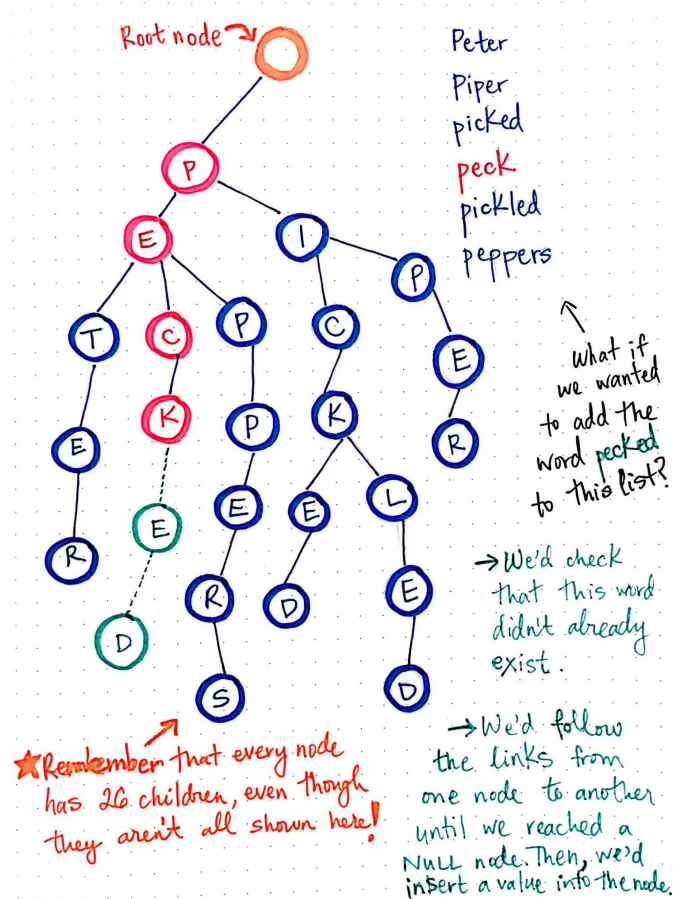 Root node
Peter
Piper
picked
peck
pickled
peppers
P
E
I
P
T
C
P
C
E
E
K
P
K
R
E
E
E
L
R
D
R
D
E
S
D
what if
we wanted
to add the
word pecked
to this list?
→ We'd check
that this word
didn't already
exist.
→ We'd follow
the links from
one node to another
until we reached a
NULL node. Then, we'd
insert a value into the node.
★ Remember that every node
has 26 children, even though
they aren't all shown here!